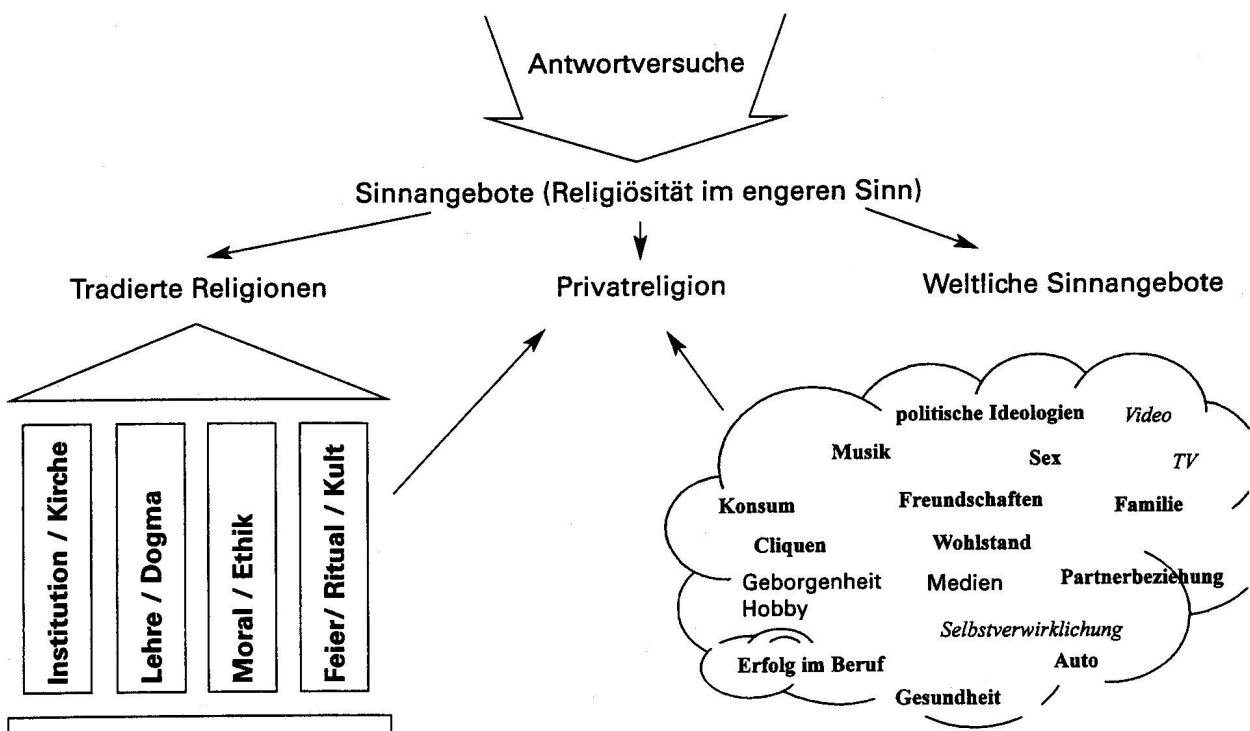 Antwortversuche
Sinnangebote (Religiösität im engeren Sinn)
Tradierte Religionen
Privatreligion
Weltliche Sinnangebote
Institution / Kirche
Lehre / Dogma
Moral / Ethik
Feier/ Ritual / Kult
politische Ideologien
Video
Musik
Sex
TV
Konsum
Freundschaften
Familie
Cliquen
Wohlstand
Geborgenheit
Medien
Partnerbeziehung
Hobby
Selbstverwirklichung
Erfolg im Beruf
Auto
Gesundheit